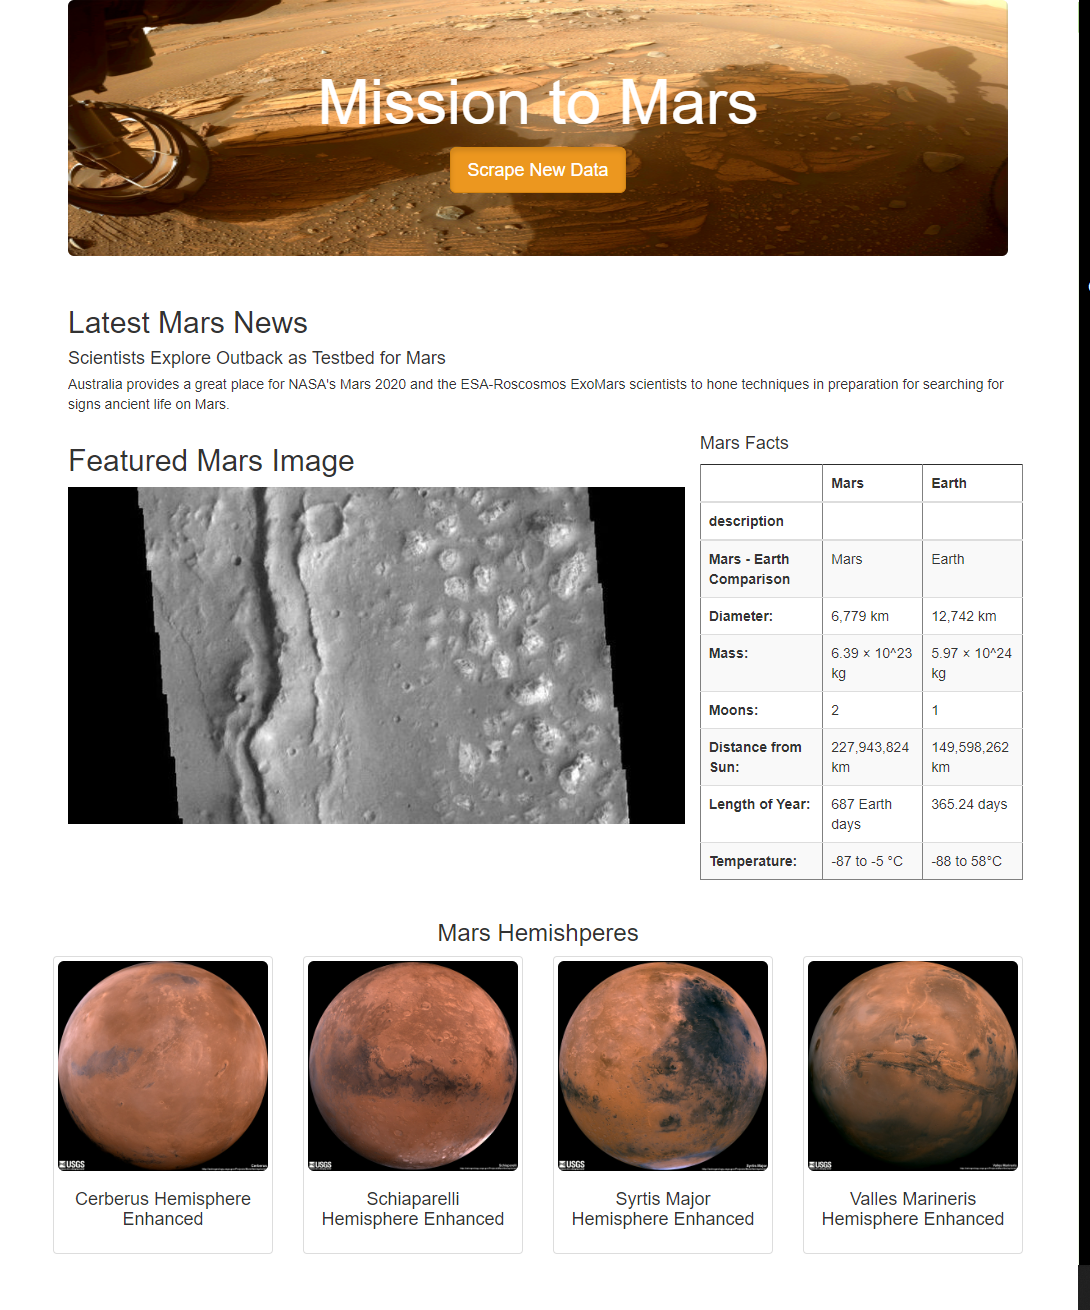 Mission to Mars
Scrape New Data
Latest Mars News
Scientists Explore Outback as Testbed for Mars
Australia provides a great place for NASA's Mars 2020 and the ESA-Roscosmos ExoMars scientists to hone techniques in preparation for searching for
signs ancient life on Mars.
Featured Mars Image
Mars Facts
Mars Earth
description
Mars - Earth Comparison Mars Earth
Diameter: 6,779 km 12,742 km
Mass: 6.39 × 10^23 kg 5.97 × 10^24 kg
Moons: 2 1
Distance from Sun: 227,943,824 km 149,598,262 km
Length of Year: 687 Earth days 365.24 days
Temperature: -87 to -5 °C -88 to 58°C
Mars Hemishperes
USGS Cerberus
USGS Schiaparelli
USGS Syrtis Major
USGS Valles Marineris
Cerberus Hemisphere
Enhanced
Schiaparelli
Hemisphere Enhanced
Syrtis Major
Hemisphere Enhanced
Valles Marineris
Hemisphere Enhanced